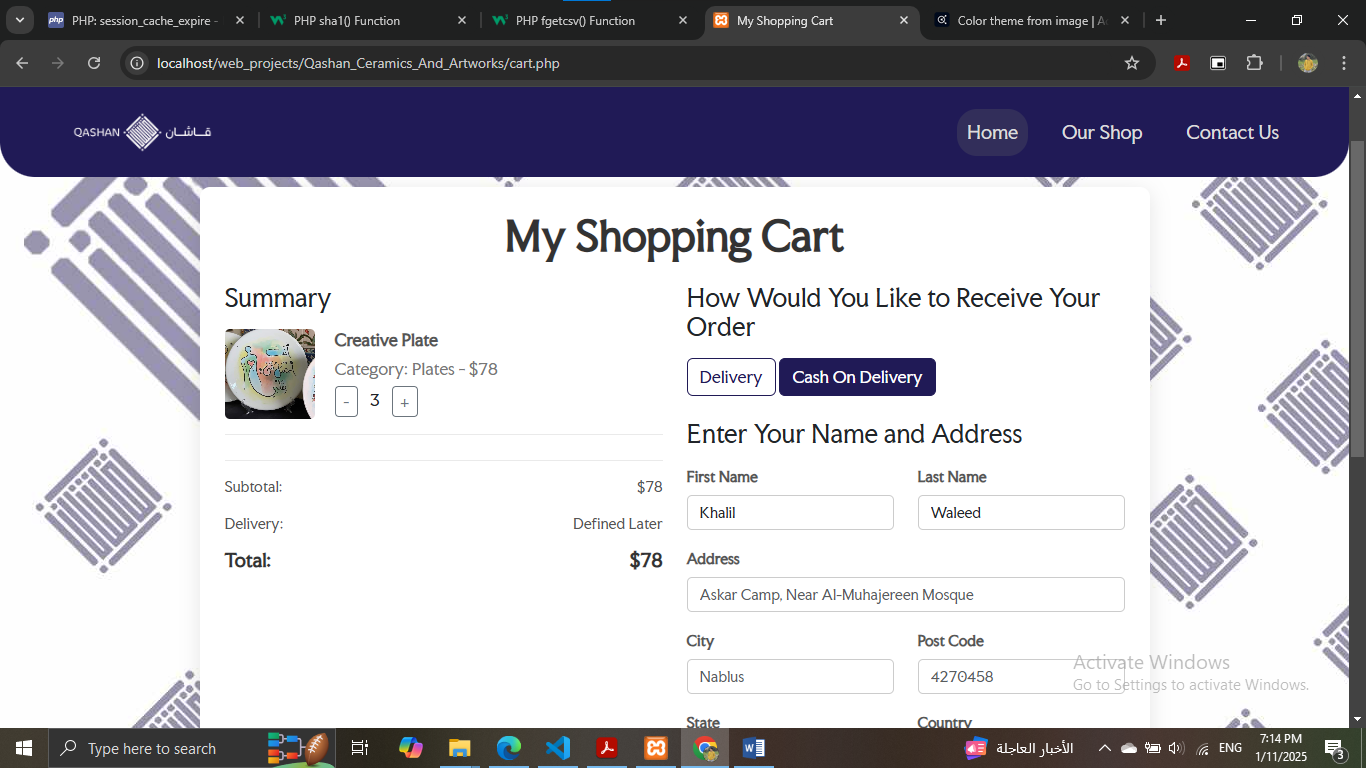 PHP: session_cache_expire -
PHP sha1() Function
PHP fgetcsv() Function
My Shopping Cart
Color theme from image | A
localhost/web_projects/Qashan_Ceramics_And_Artworks/cart.php
QASHAN قاشان
Home
Our Shop
Contact Us
My Shopping Cart
Summary
Creative Plate
Category: Plates - $78
- 3 +
Subtotal: $78
Delivery: Defined Later
Total: $78
How Would You Like to Receive Your
Order
Delivery
Cash On Delivery
Enter Your Name and Address
First Name
Last Name
Khalil
Waleed
Address
Askar Camp, Near Al-Muhajereen Mosque
City
Post Code
Nablus
4270458
State
Country
Activate Windows
Go to Settings to activate Windows.
Type here to search
الأخبار العاجلة
ENG
7:14 PM
1/11/2025
3